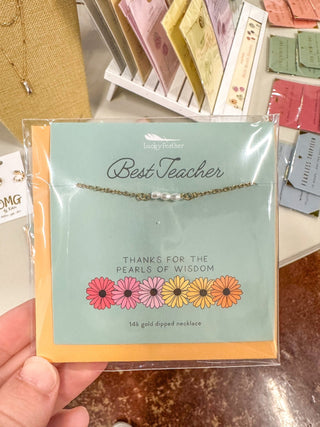 lucky feather
Best Teacher
THANKS FOR THE
PEARLS OF WISDOM
14k gold dipped necklace
OMG